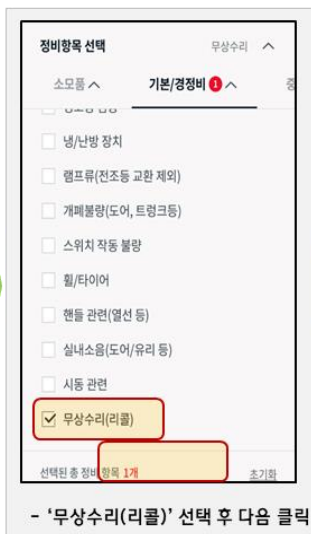 정비항목 선택 무상수리
소모품 기본/경정비 1 중
냉/난방 장치
램프류(전조등 교환 제외)
개폐불량(도어, 트렁크등)
스위치 작동 불량
휠/타이어
핸들 관련(열선 등)
실내소음(도어/유리 등)
시동 관련
무상수리(리콜)
선택된 총 정비 항목 1개 초기화
- ‘무상수리(리콜)’ 선택 후 다음 클릭